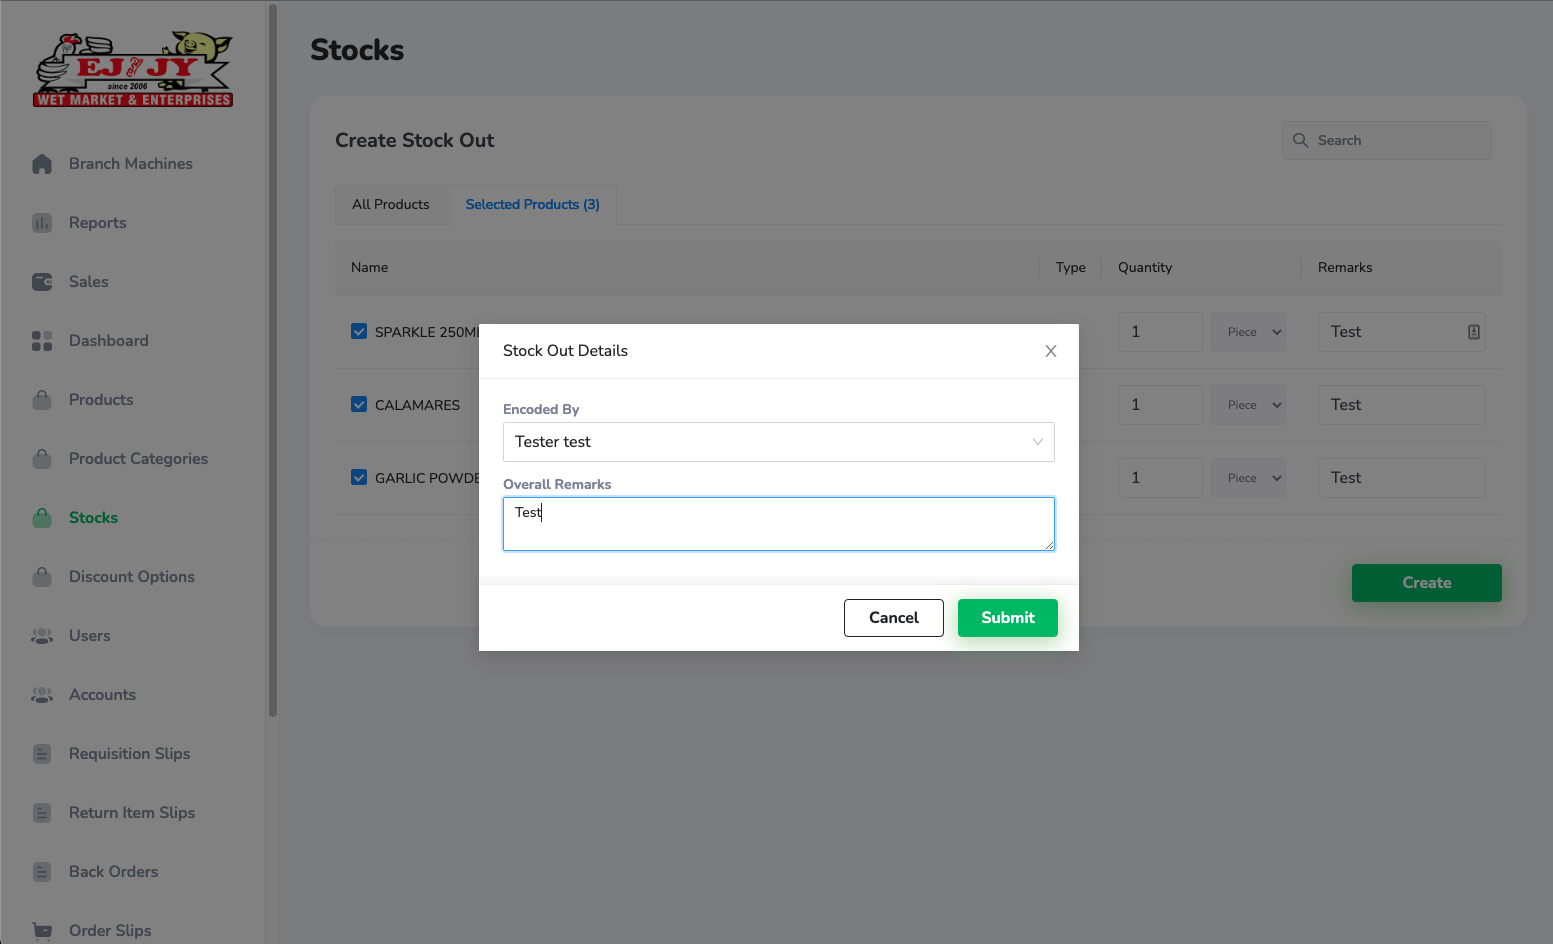 EJ & JY
since 2006
WET MARKET & ENTERPRISES
Branch Machines
Reports
Sales
Dashboard
Products
Product Categories
Stocks
Discount Options
Users
Accounts
Requisition Slips
Return Item Slips
Back Orders
Order Slips
Stocks
Create Stock Out
Search
All Products
Selected Products (3)
Name Type Quantity Remarks
SPARKLE 250ML 1 Piece Test
CALAMARES 1 Piece Test
GARLIC POWDE 1 Piece Test
Create
Stock Out Details
Encoded By
Tester test
Overall Remarks
Test
Cancel Submit